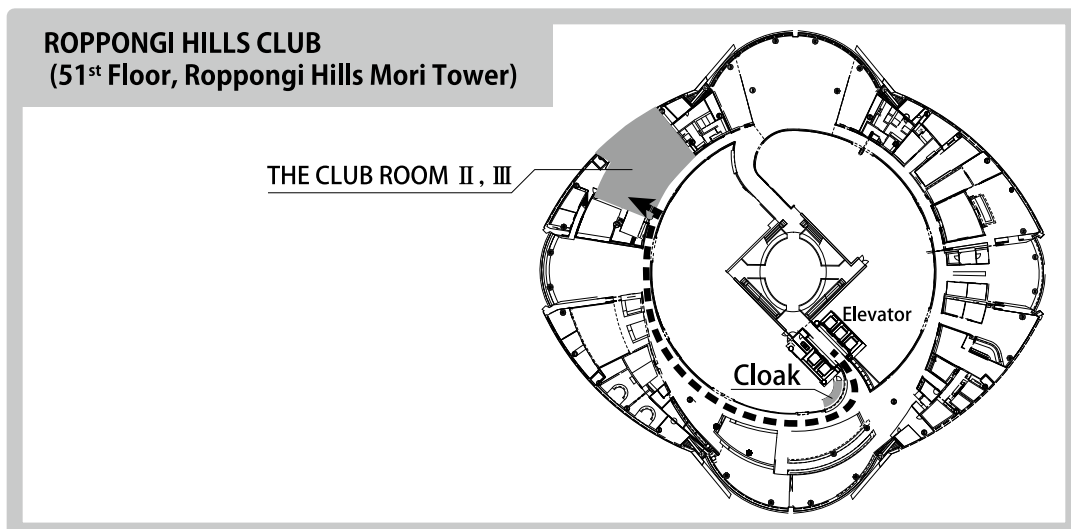 ROPPONGI HILLS CLUB
(51st Floor, Roppongi Hills Mori Tower)
THE CLUB ROOM Ⅱ, Ⅲ
Elevator
Cloak